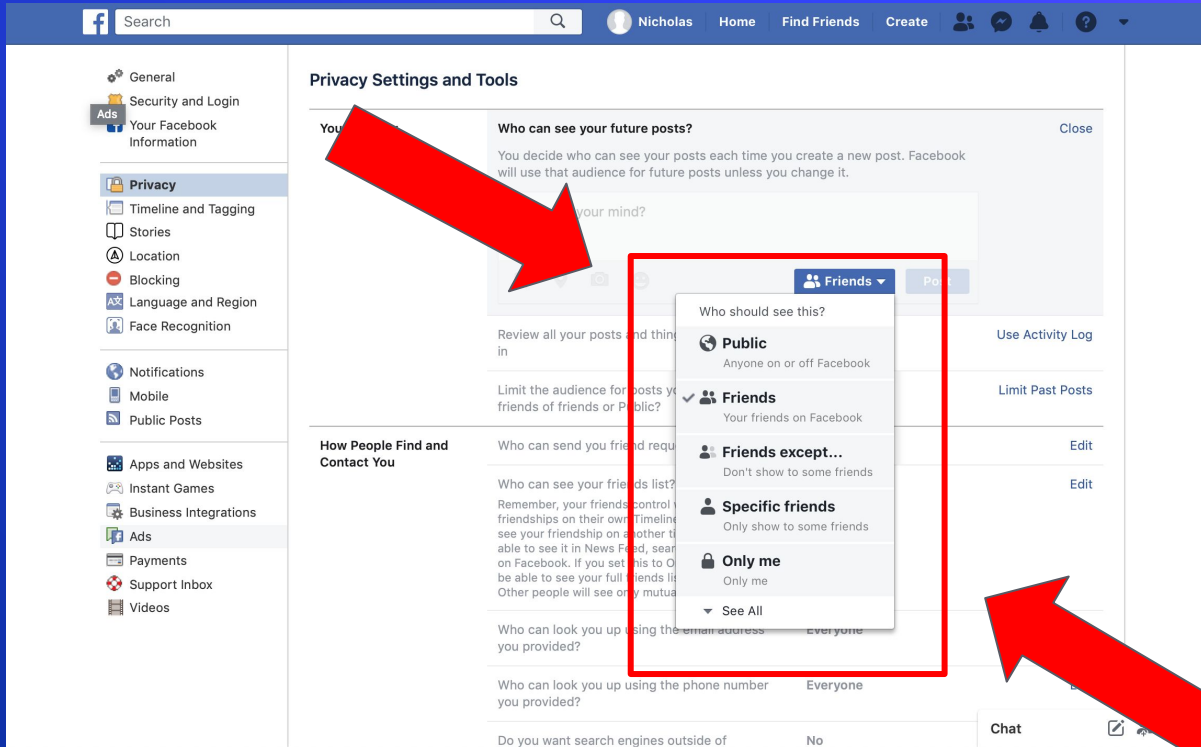 Search
Nicholas
Home
Find Friends
Create
General
Security and Login
Ads
Your Facebook
Information
Privacy
Timeline and Tagging
Stories
Location
Blocking
Language and Region
Face Recognition
Notifications
Mobile
Public Posts
Apps and Websites
Instant Games
Business Integrations
Ads
Payments
Support Inbox
Videos
Privacy Settings and Tools
Who can see your future posts?
Close
You decide who can see your posts each time you create a new post. Facebook
will use that audience for future posts unless you change it.
your mind?
Friends
Post
Who should see this?
Public
Anyone on or off Facebook
Friends
Your friends on Facebook
Friends except...
Don't show to some friends
Specific friends
Only show to some friends
Only me
Only me
See All
Review all your posts and
in
Use Activity Log
Limit the audience for posts
friends of friends or Public?
Limit Past Posts
How People Find and
Contact You
Who can send you friend
Edit
Who can see your friends list?
Edit
Remember, your friends control
friendships on their own
see your friendship on another
able to see it in News Feed,
on Facebook. If you set this to
be able to see your full friends
Other people will see only
Who can look you up using the email address
you provided?
Everyone
Who can look you up using the phone number
you provided?
Everyone
Do you want search engines outside of
No
Chat